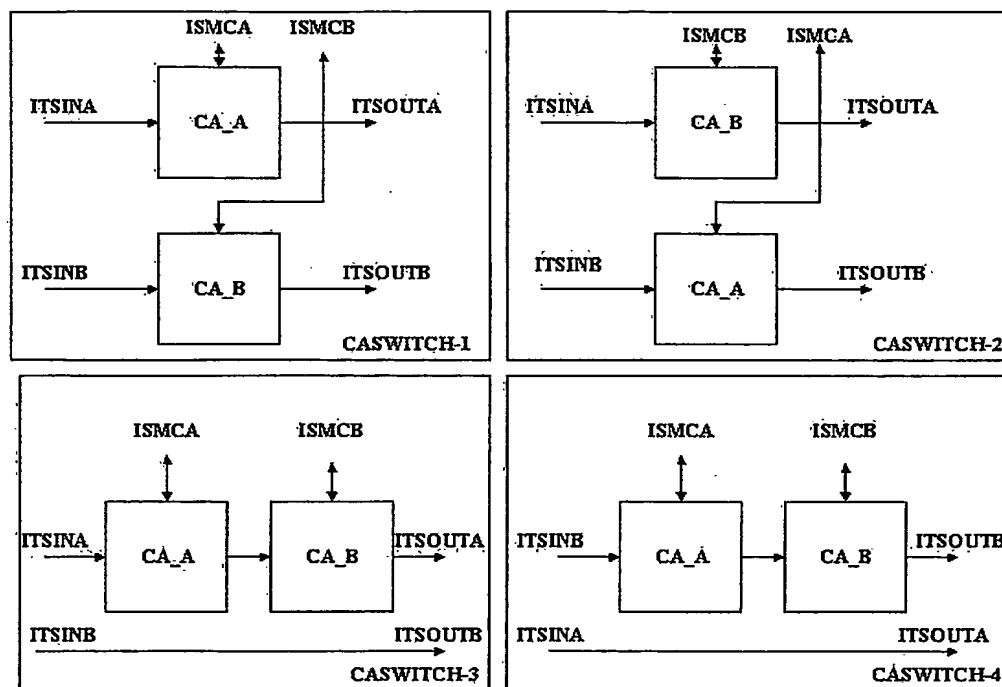 ISMCA ISMCB
ITSINA CA_A ITSOUTA
ITSINB CA_B ITSOUTB
CASWITCH-1
ISMCB ISMCA
ITSINA CA_B ITSOUTA
ITSINB CA_A ITSOUTB
CASWITCH-2
ISMCA ISMCB
ITSINA CA_A CA_B ITSOUTA
ITSINB ITSOUTB
CASWITCH-3
ISMCA ISMCB
ITSINB CA_A CA_B ITSOUTB
ITSINA ITSOUTA
CASWITCH-4